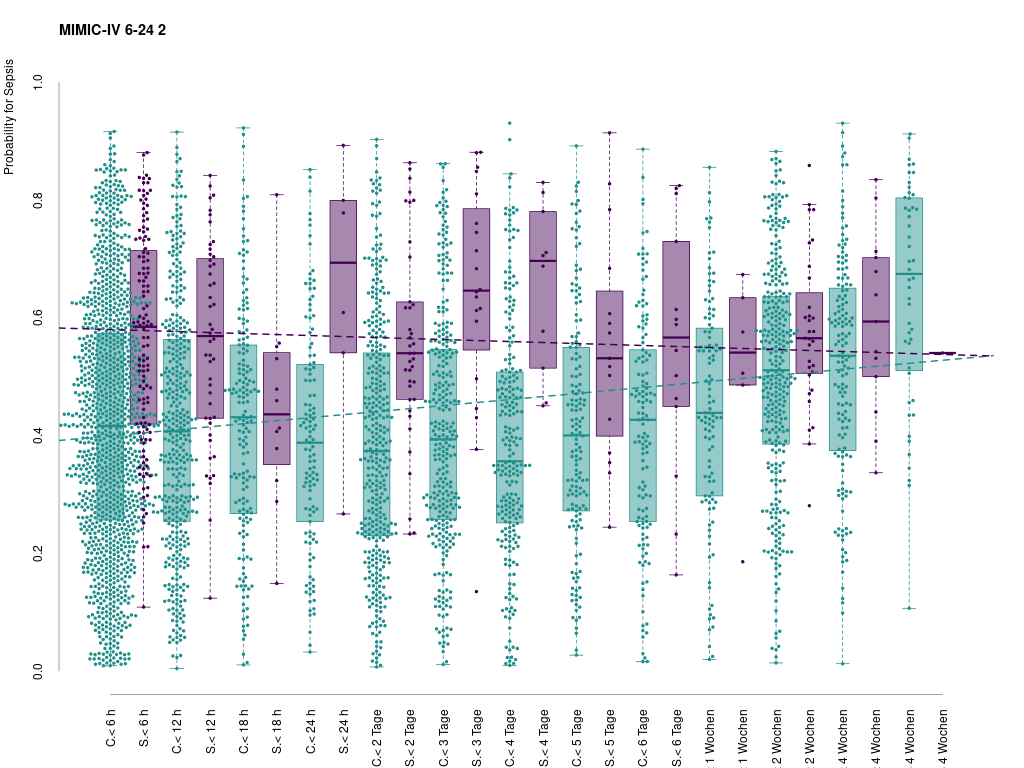 MIMIC-IV 6-24 2
Probability for Sepsis
1.0
0.8
0.6
0.4
0.2
0.0
C.< 6 h
S.< 6 h
C.< 12 h
S.< 12 h
C.< 18 h
S.< 18 h
C.< 24 h
S.< 24 h
C.< 2 Tage
S.< 2 Tage
C.< 3 Tage
S.< 3 Tage
C.< 4 Tage
S.< 4 Tage
C.< 5 Tage
S.< 5 Tage
C.< 6 Tage
S.< 6 Tage
1 Wochen
1 Wochen
2 Wochen
2 Wochen
4 Wochen
4 Wochen
4 Wochen
4 Wochen